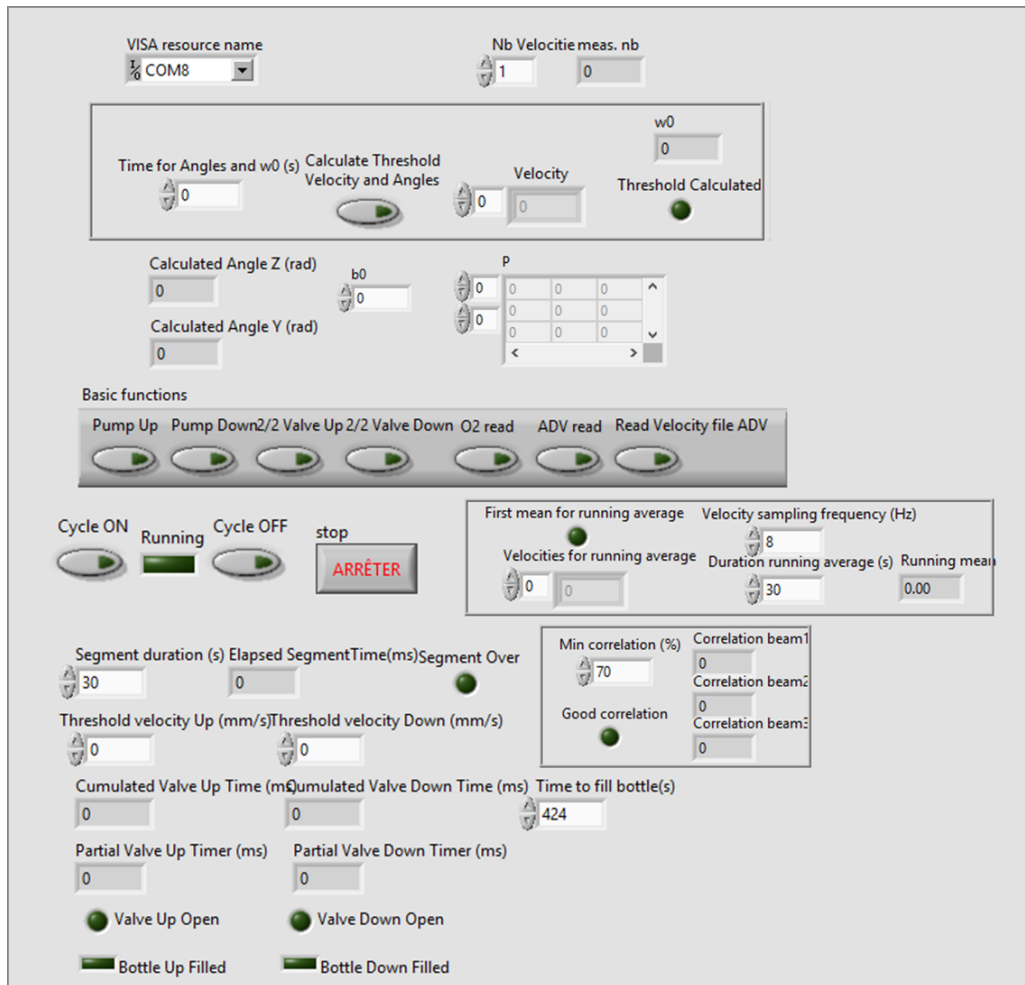 VISA resource name
Nb Velocitie meas. nb
COM8
1
0
w0
0
Time for Angles and w0 (s)
0
Calculate Threshold
Velocity and Angles
Velocity
0
0
Threshold Calculated
Calculated Angle Z (rad)
0
b0
0
P
0
0
0 0 0
0 0 0
0 0 0
Calculated Angle Y (rad)
0
Basic functions
Pump Up Pump Down 2/2 Valve Up 2/2 Valve Down O2 read ADV read Read Velocity file ADV
Cycle ON
Running
Cycle OFF
stop
ARRÊTER
First mean for running average
Velocity sampling frequency (Hz)
8
Velocities for running average
0
0
Duration running average (s)
30
Running mean
0.00
Segment duration (s)
30
Elapsed SegmentTime(ms)
0
Segment Over
Min correlation (%)
70
Good correlation
Correlation beam1
0
Correlation beam2
0
Correlation beam3
0
Threshold velocity Up (mm/s)
0
Threshold velocity Down (mm/s)
0
Cumulated Valve Up Time (ms)
0
Cumulated Valve Down Time (ms)
0
Time to fill bottle(s)
424
Partial Valve Up Timer (ms)
0
Partial Valve Down Timer (ms)
0
Valve Up Open
Valve Down Open
Bottle Up Filled
Bottle Down Filled